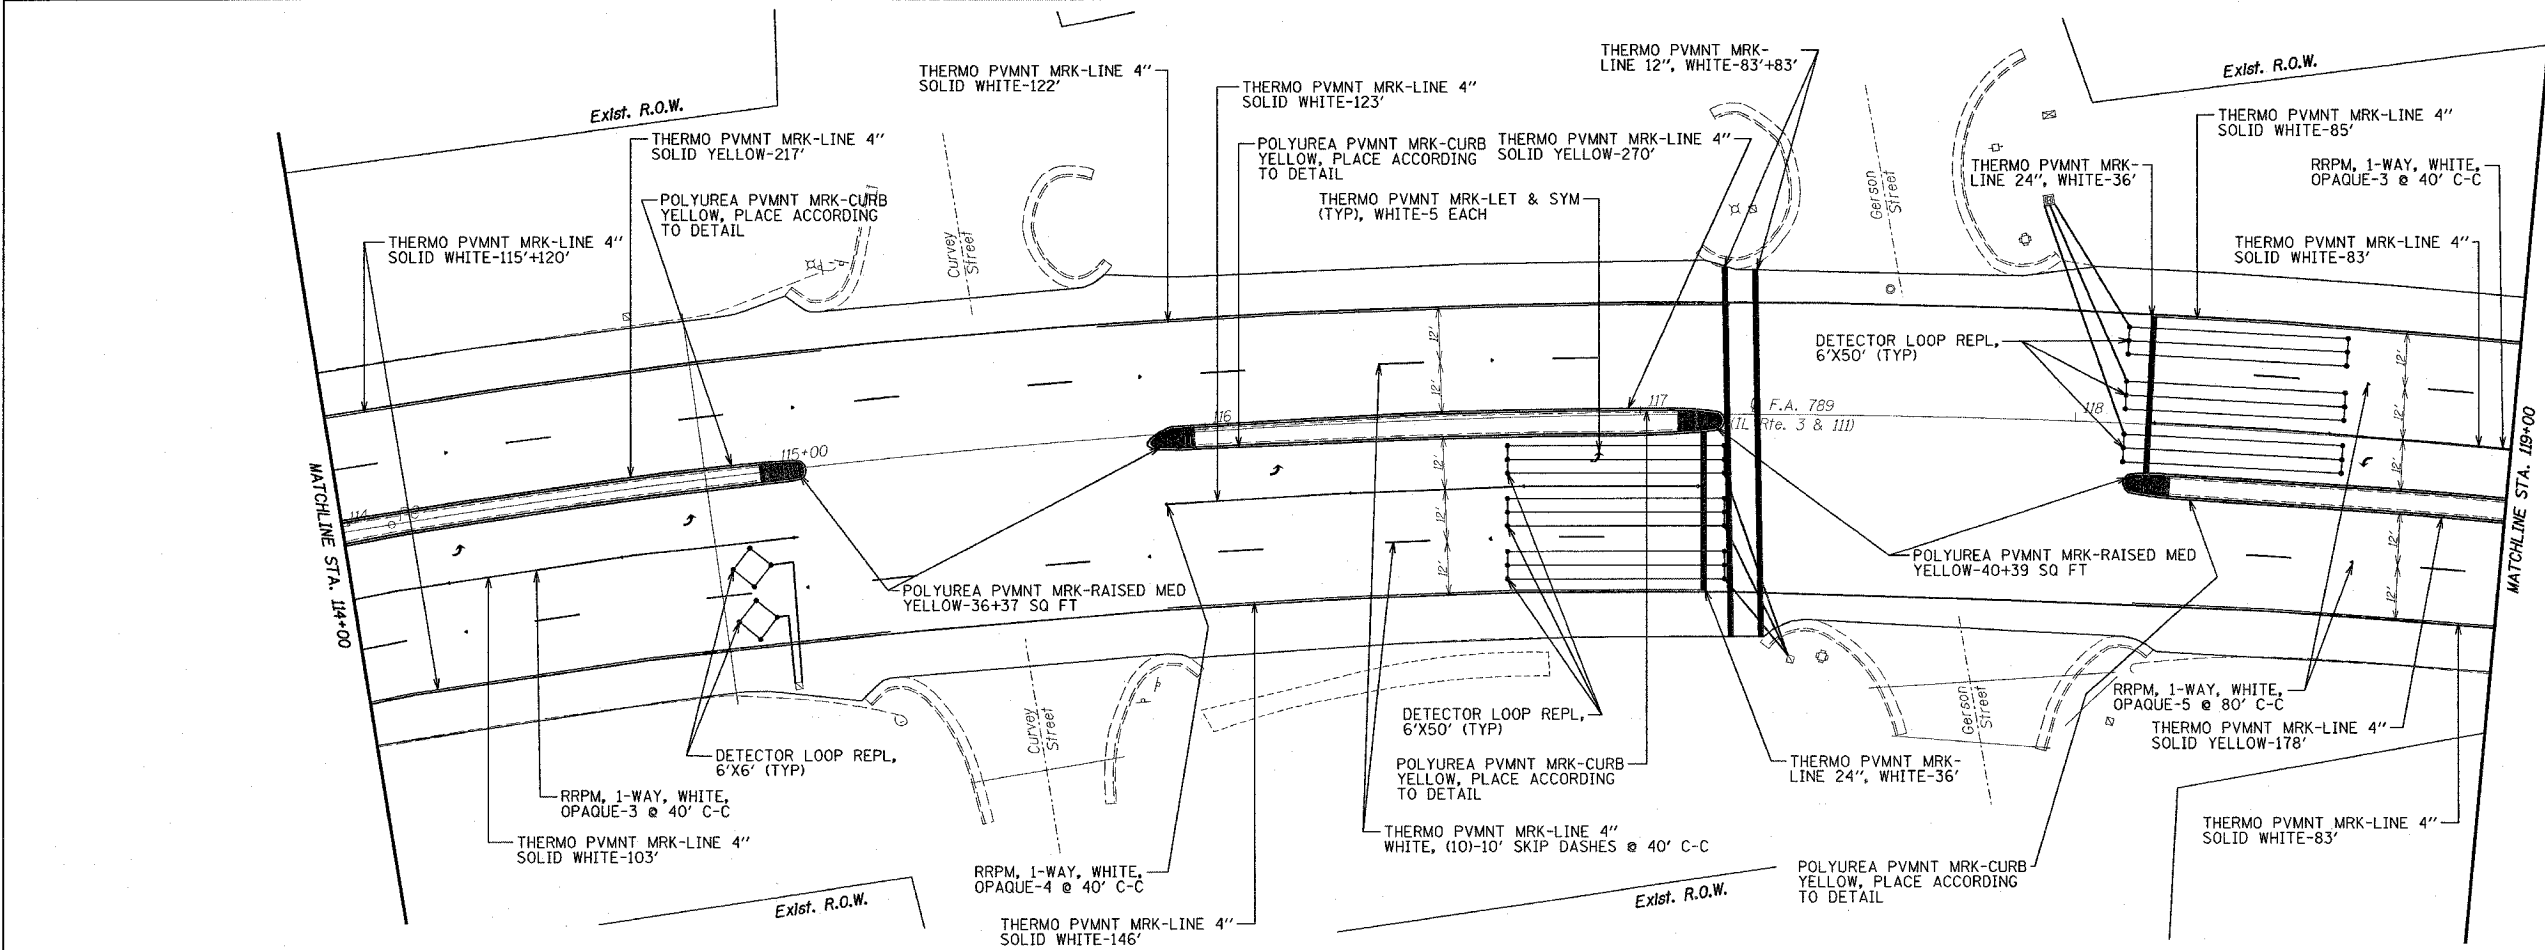 THERMO PVMNT MRK-
LINE 12", WHITE-83'+83'
THERMO PVMNT MRK-LINE 4"
SOLID WHITE-122'
THERMO PVMNT MRK-LINE 4"
SOLID WHITE-123'
Exist. R.O.W.
Exist. R.O.W.
THERMO PVMNT MRK-LINE 4"
SOLID WHITE-85'
THERMO PVMNT MRK-LINE 4"
SOLID YELLOW-217'
POLYUREA PVMNT MRK-CURB
YELLOW, PLACE ACCORDING
TO DETAIL
THERMO PVMNT MRK-LINE 4"
SOLID YELLOW-270'
THERMO PVMNT MRK-
LINE 24", WHITE-36'
RRPM, 1-WAY, WHITE,
OPAQUE-3 @ 40' C-C
POLYUREA PVMNT MRK-CURB
YELLOW, PLACE ACCORDING
TO DETAIL
THERMO PVMNT MRK-LET & SYM
(TYP), WHITE-5 EACH
Gerson
Street
THERMO PVMNT MRK-LINE 4"
SOLID WHITE-115'+120'
Curvey
Street
THERMO PVMNT MRK-LINE 4"
SOLID WHITE-83'
DETECTOR LOOP REPL,
6'X50' (TYP)
12'
12'
12'
12'
12'
12'
12'
12'
12'
12'
114
115+00
116
117
118
F.A. 789
(IL Rte. 3 & 111)
MATCHLINE STA. 114+00
MATCHLINE STA. 119+00
POLYUREA PVMNT MRK-RAISED MED
YELLOW-36+37 SQ FT
POLYUREA PVMNT MRK-RAISED MED
YELLOW-40+39 SQ FT
Curvey
Street
Gerson
Street
RRPM, 1-WAY, WHITE,
OPAQUE-5 @ 80' C-C
DETECTOR LOOP REPL,
6'X50' (TYP)
THERMO PVMNT MRK-LINE 4"
SOLID YELLOW-178'
DETECTOR LOOP REPL,
6'X6' (TYP)
POLYUREA PVMNT MRK-CURB
YELLOW, PLACE ACCORDING
TO DETAIL
THERMO PVMNT MRK-
LINE 24", WHITE-36'
RRPM, 1-WAY, WHITE,
OPAQUE-3 @ 40' C-C
THERMO PVMNT MRK-LINE 4"
SOLID WHITE-103'
THERMO PVMNT MRK-LINE 4"
WHITE, (10)-10' SKIP DASHES @ 40' C-C
THERMO PVMNT MRK-LINE 4"
SOLID WHITE-83'
RRPM, 1-WAY, WHITE,
OPAQUE-4 @ 40' C-C
POLYUREA PVMNT MRK-CURB
YELLOW, PLACE ACCORDING
TO DETAIL
Exist. R.O.W.
Exist. R.O.W.
THERMO PVMNT MRK-LINE 4"
SOLID WHITE-146'